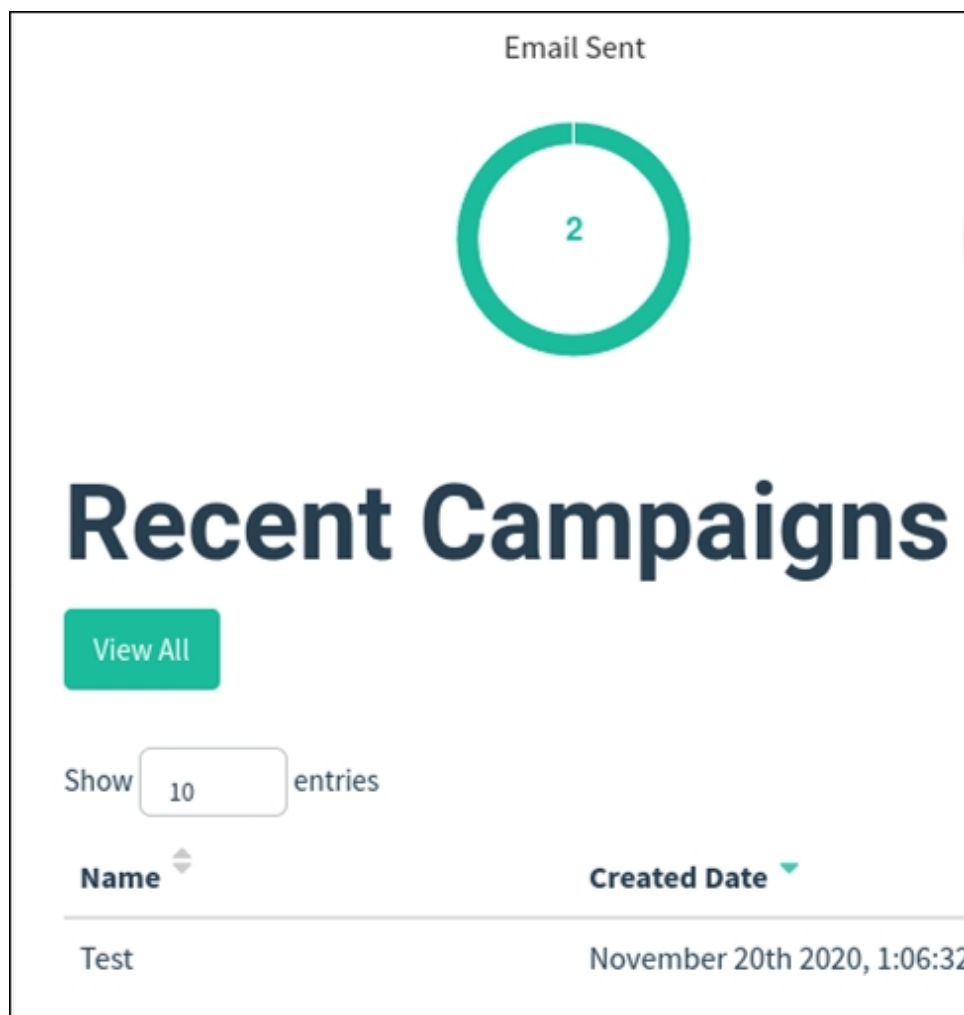 Email Sent
2
Recent Campaigns
View All
Show 10 entries
Name Created Date
Test November 20th 2020, 1:06:32